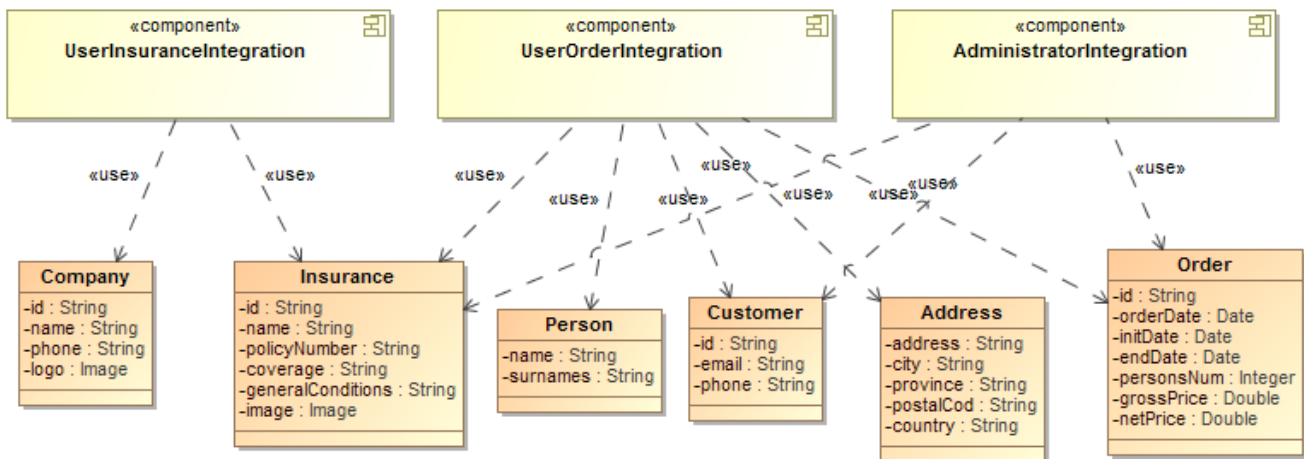 «component»
UserInsuranceIntegration
«component»
UserOrderIntegration
«component»
AdministratorIntegration
«use»
«use»
«use»
«use»
«use»
«use»
«use»
«use»
«use»
«use»
Company
-id : String
-name : String
-phone : String
-logo : Image
Insurance
-id : String
-name : String
-policyNumber : String
-coverage : String
-generalConditions : String
-image : Image
Person
-name : String
-surnames : String
Customer
-id : String
-email : String
-phone : String
Address
-address : String
-city : String
-province : String
-postalCod : String
-country : String
Order
-id : String
-orderDate : Date
-initDate : Date
-endDate : Date
-personsNum : Integer
-grossPrice : Double
-netPrice : Double